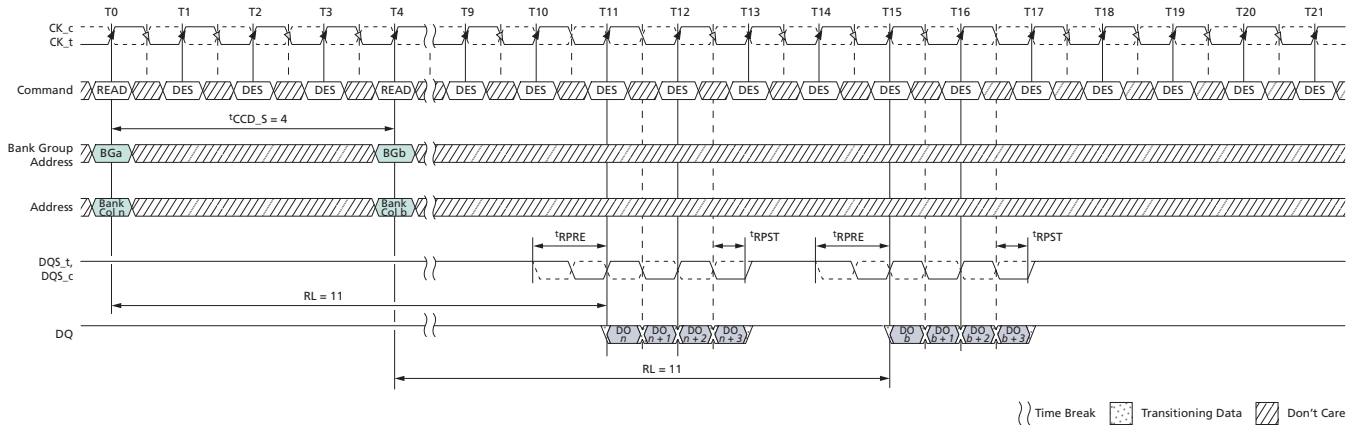 T0 T1 T2 T3 T4 T9 T10 T11 T12 T13 T14 T15 T16 T17 T18 T19 T20 T21
CK_c
CK_t
Command READ DES DES DES READ DES DES DES DES DES DES DES DES DES DES DES DES DES
tCCD_S = 4
Bank Group
Address
BGa BGb
Address
Bank
Col n
Bank
Col b
tRPRE tRPST tRPRE tRPST
DQS_t,
DQS_c
RL = 11
DQ
DO
n
DO
n + 1
DO
n + 2
DO
n + 3
DO
b
DO
b + 1
DO
b + 2
DO
b + 3
RL = 11
Time Break Transitioning Data Don't Care